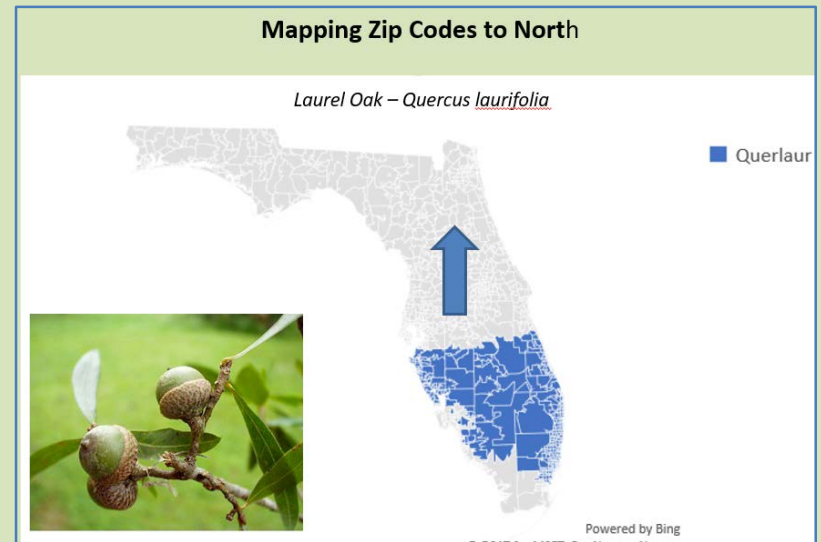 Mapping Zip Codes to North
Laurel Oak – Quercus laurifolia
Querlaur
Powered by Bing